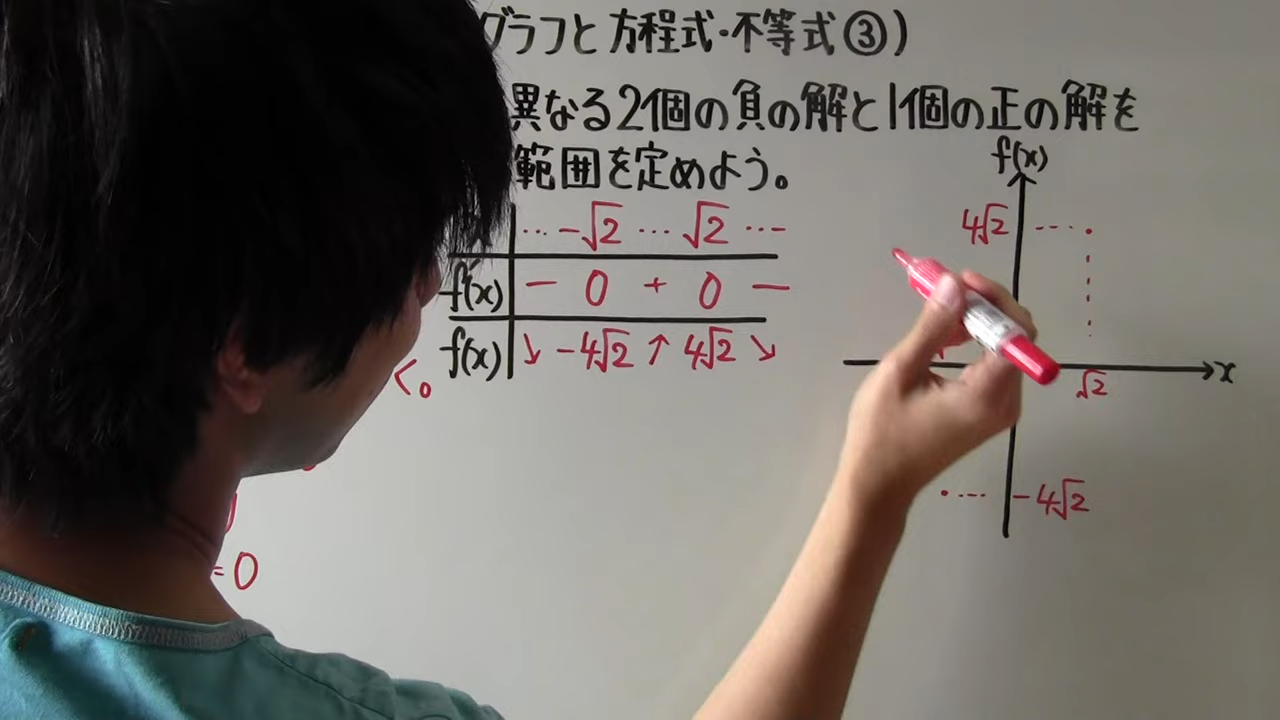 グラフと方程式・不等式③)
異なる2個の負の解と1個の正の解を
範囲を定めよう。
… -√2 … √2 …
f'(x) - 0 + 0 -
f(x) ↘ -4√2 ↗ 4√2 ↘
<0
= 0
f(x)
4√2
x
√2
-4√2